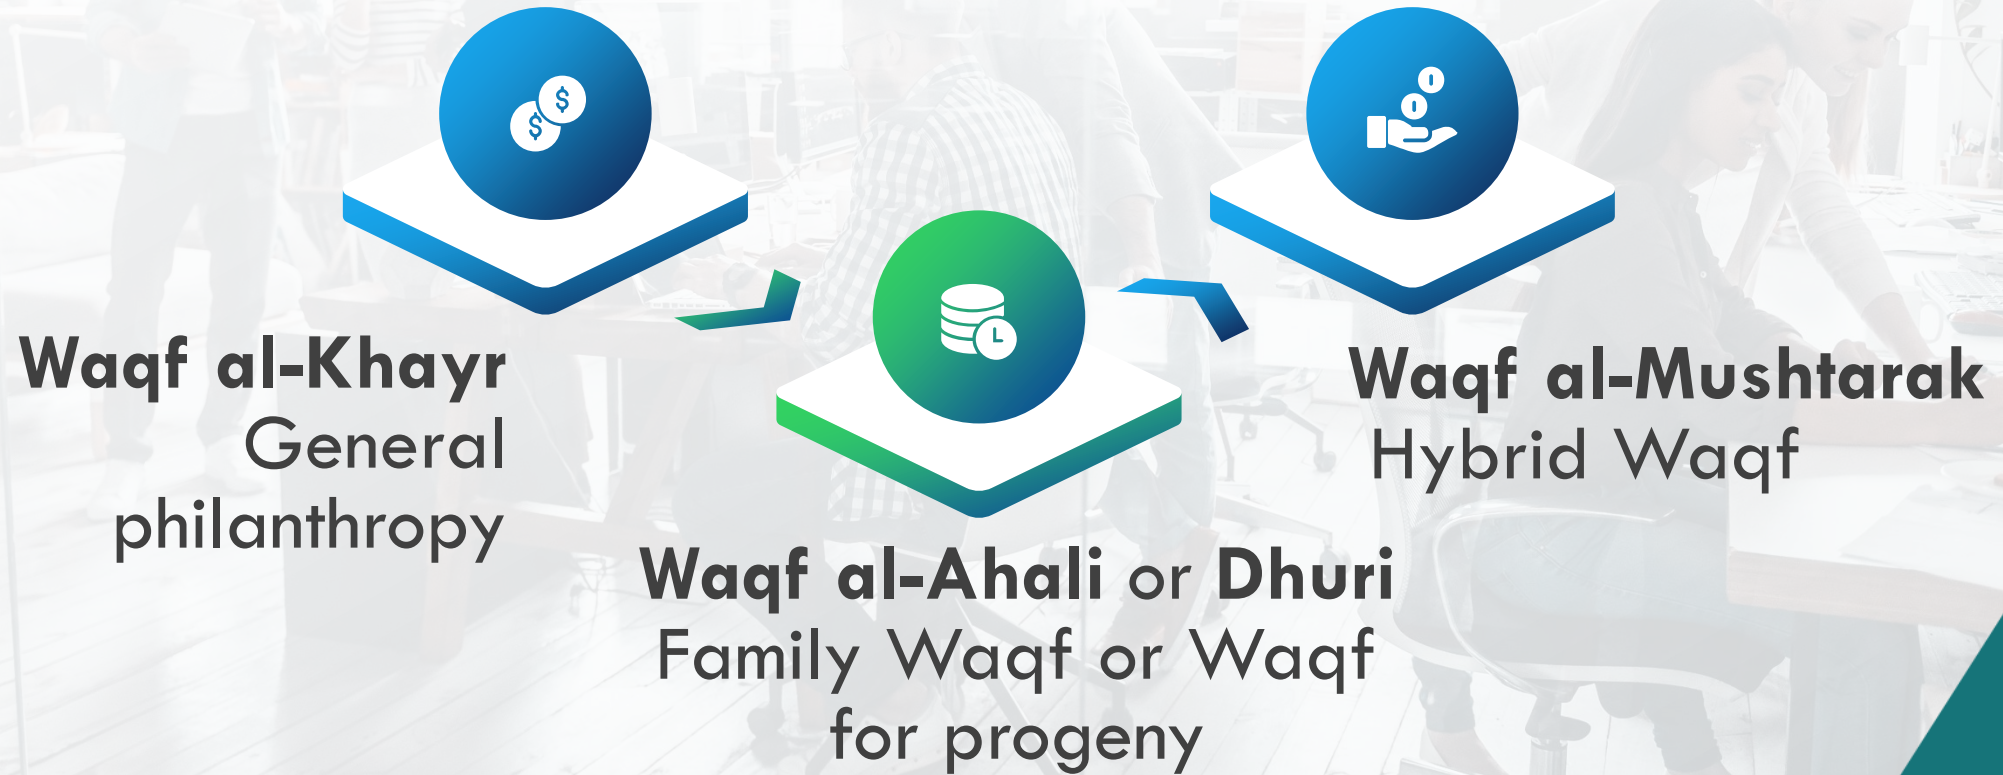 Waqf al-Khayr
General
philanthropy
Waqf al-Ahali or Dhuri
Family Waqf or Waqf
for progeny
Waqf al-Mushtarak
Hybrid Waqf